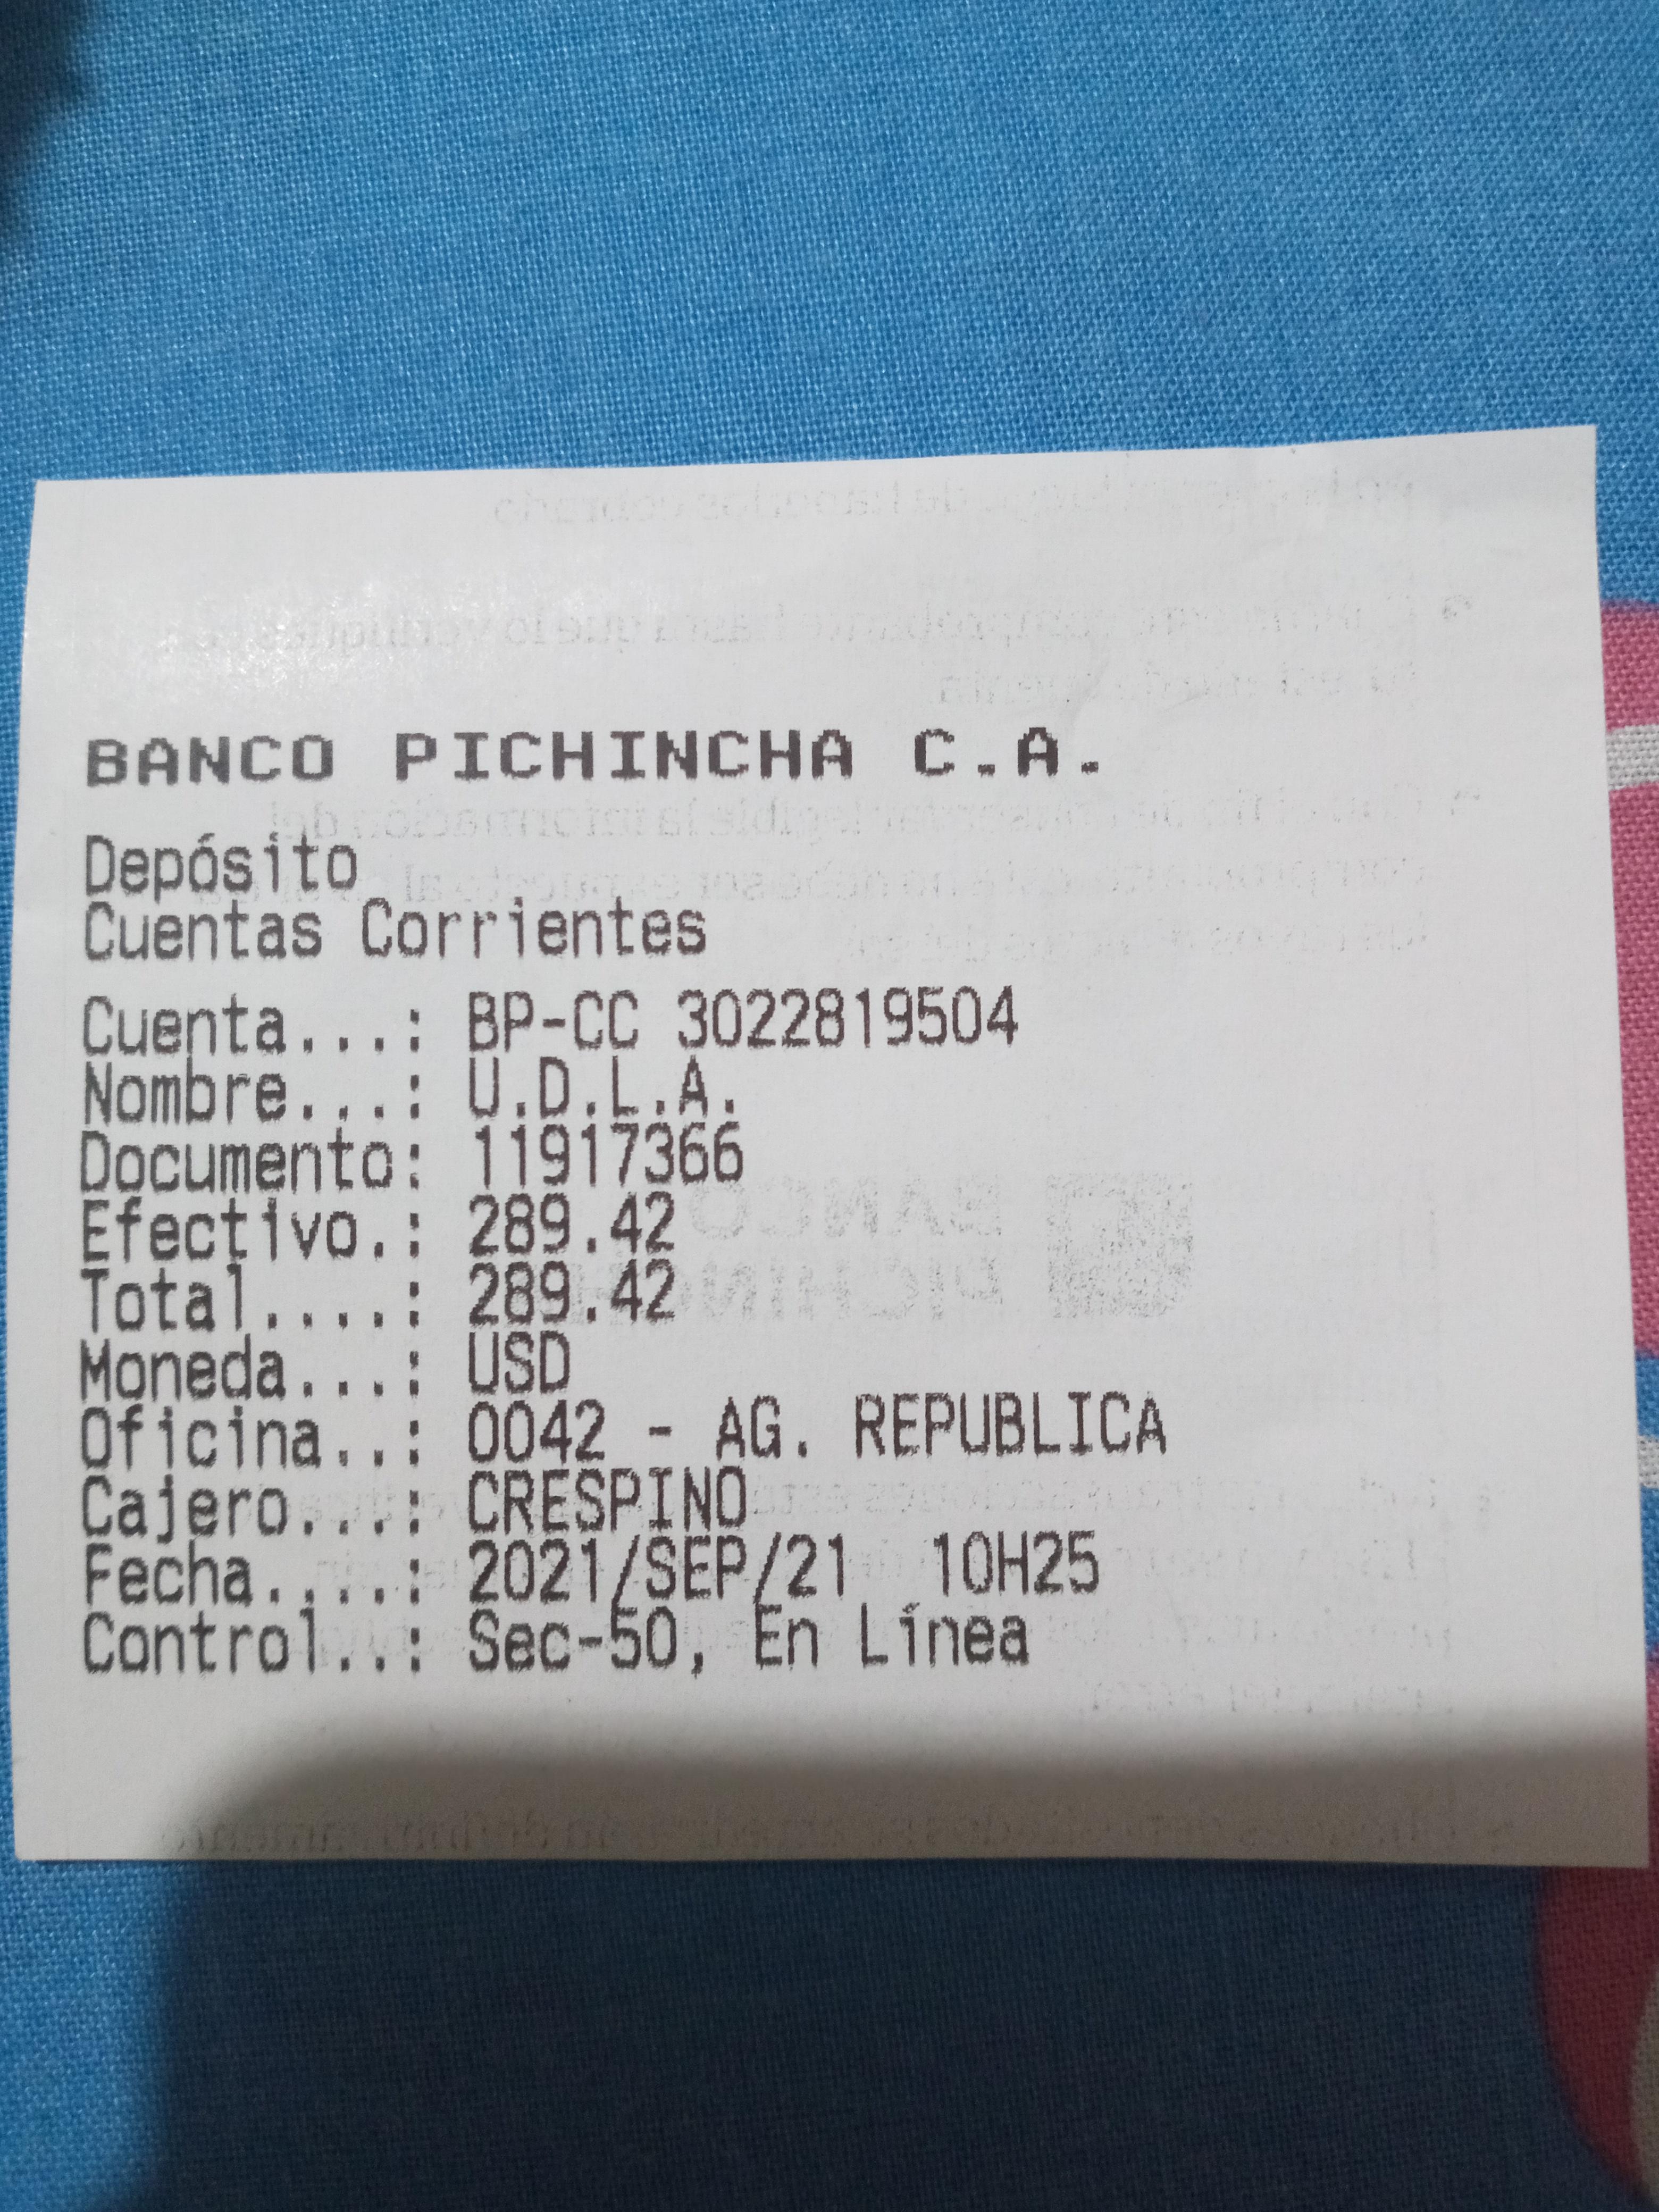 BANCO PICHINCHA C.A.
Depósito
Cuentas Corrientes
Cuenta...: BP-CC 3022819504
Nombre...: U.D.L.A.
Documento: 11917366
Efectivo.: 289.42
Total....: 289.42
Moneda...: USD
Oficina..: 0042 - AG. REPUBLICA
Cajero...: CRESPINO
Fecha....: 2021/SEP/21 10H25
Control..: Sec-50, En Línea